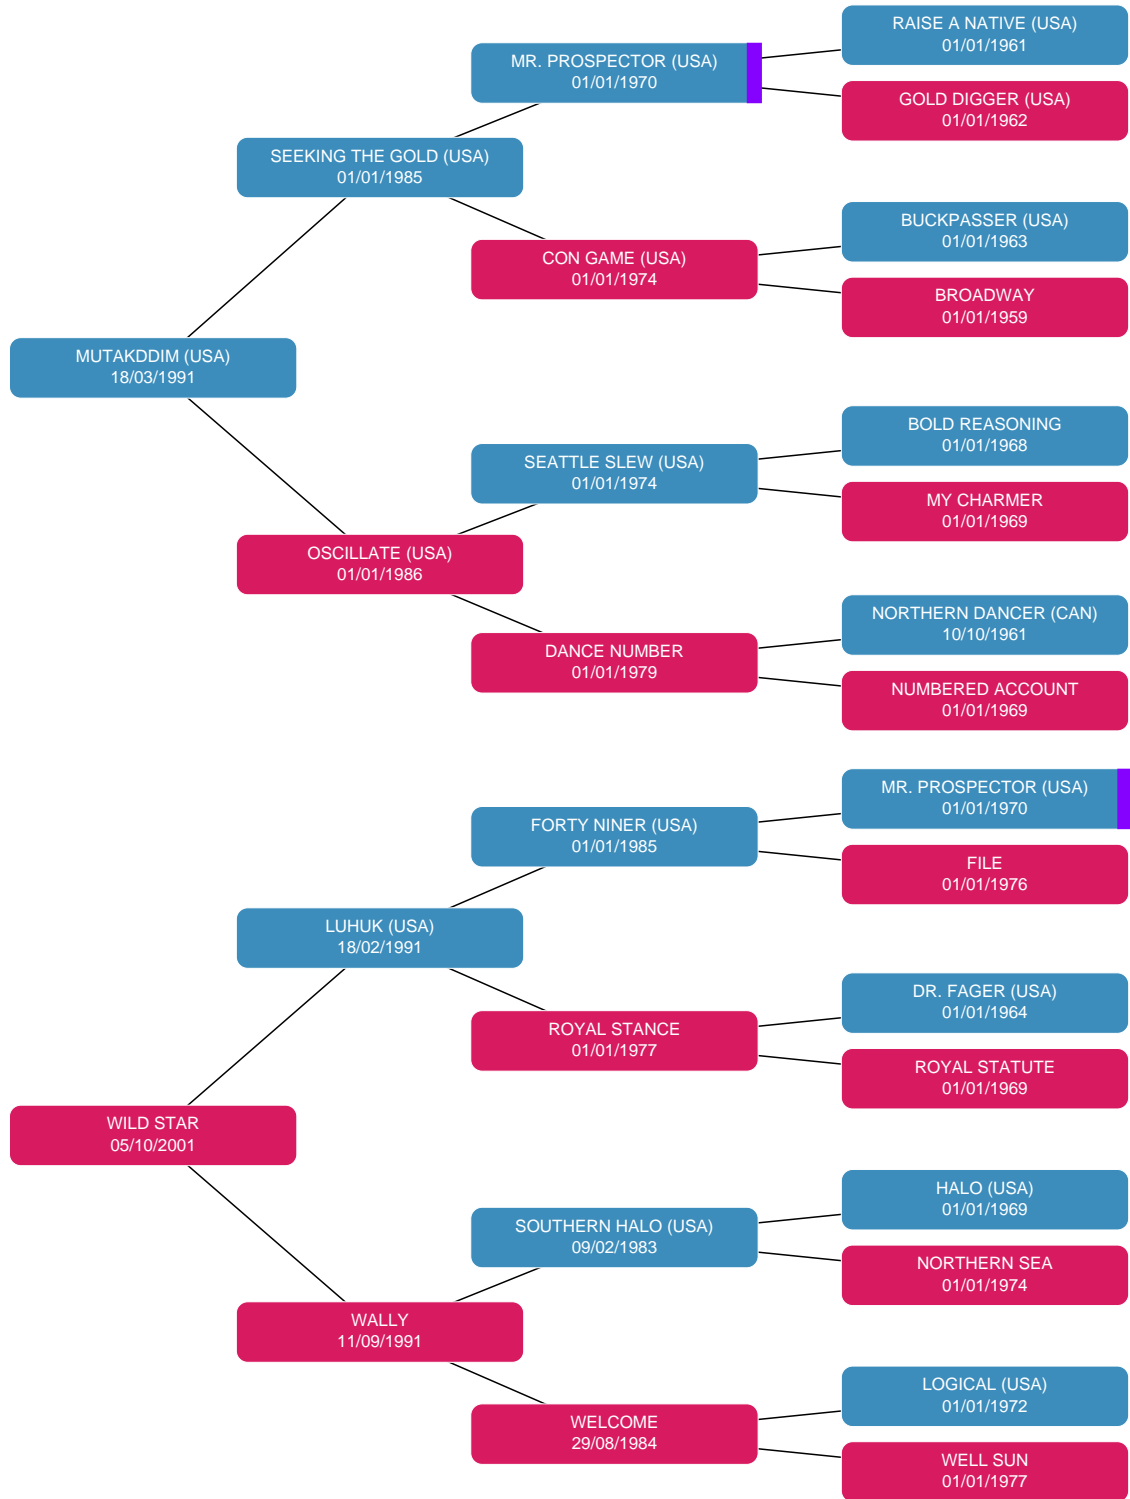 RAISE A NATIVE (USA)
01/01/1961
MR. PROSPECTOR (USA)
01/01/1970
GOLD DIGGER (USA)
01/01/1962
SEEKING THE GOLD (USA)
01/01/1985
BUCKPASSER (USA)
01/01/1963
CON GAME (USA)
01/01/1974
BROADWAY
01/01/1959
MUTAKDDIM (USA)
18/03/1991
BOLD REASONING
01/01/1968
SEATTLE SLEW (USA)
01/01/1974
MY CHARMER
01/01/1969
OSCILLATE (USA)
01/01/1986
NORTHERN DANCER (CAN)
10/10/1961
DANCE NUMBER
01/01/1979
NUMBERED ACCOUNT
01/01/1969
MR. PROSPECTOR (USA)
01/01/1970
FORTY NINER (USA)
01/01/1985
FILE
01/01/1976
LUHUK (USA)
18/02/1991
DR. FAGER (USA)
01/01/1964
ROYAL STANCE
01/01/1977
ROYAL STATUTE
01/01/1969
WILD STAR
05/10/2001
HALO (USA)
01/01/1969
SOUTHERN HALO (USA)
09/02/1983
NORTHERN SEA
01/01/1974
WALLY
11/09/1991
LOGICAL (USA)
01/01/1972
WELCOME
29/08/1984
WELL SUN
01/01/1977